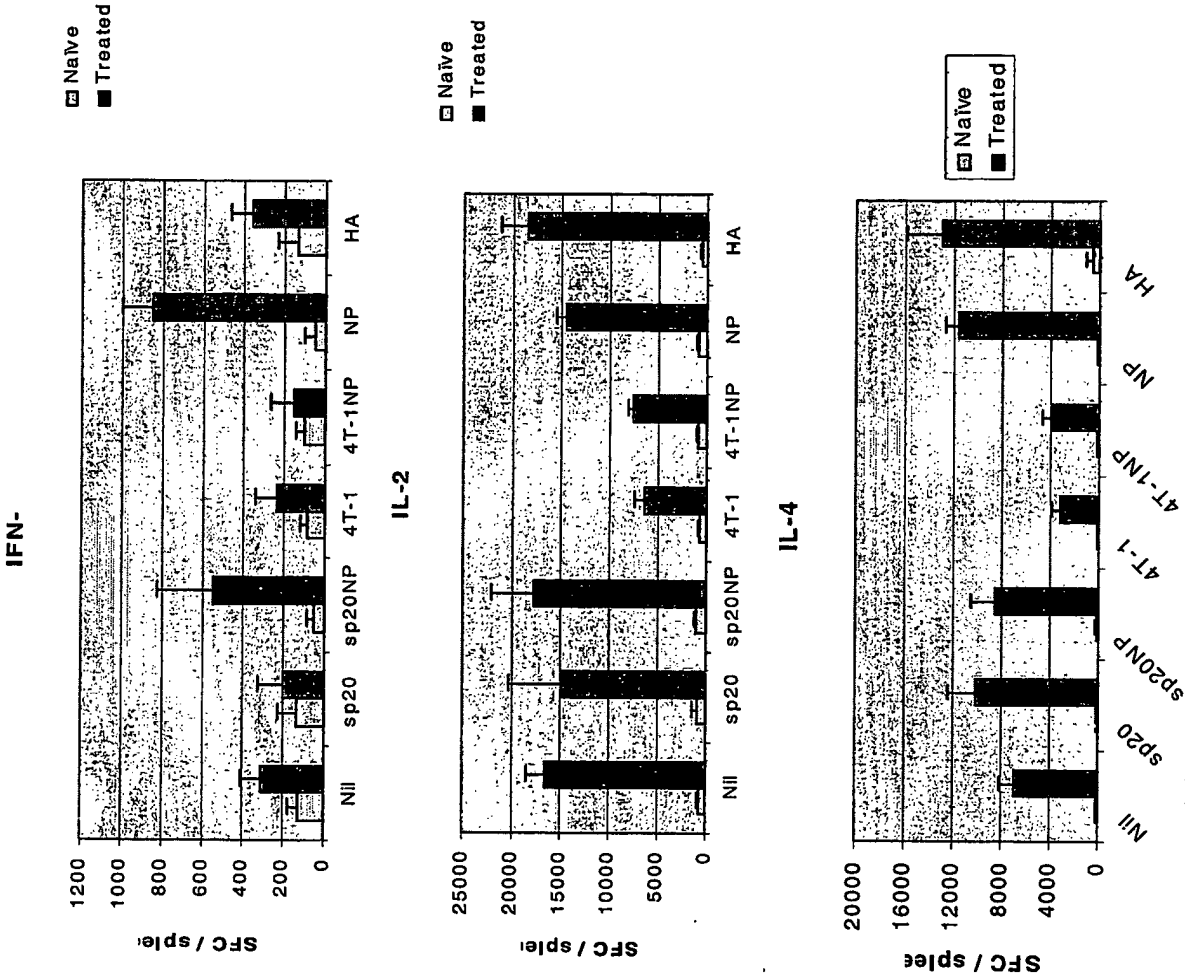 IFN-
Naïve
Treated
1200
1000
800
600
400
200
0
SFC / sple
Nil
sp20
sp20NP
4T-1
4T-1NP
NP
HA
IL-2
Naïve
Treated
25000
20000
15000
10000
5000
0
SFC / sple
Nil
sp20
sp20NP
4T-1
4T-1NP
NP
HA
IL-4
Naïve
Treated
20000
16000
12000
8000
4000
0
SFC / sple
Nil
sp20
sp20NP
4T-1
4T-1NP
NP
HA